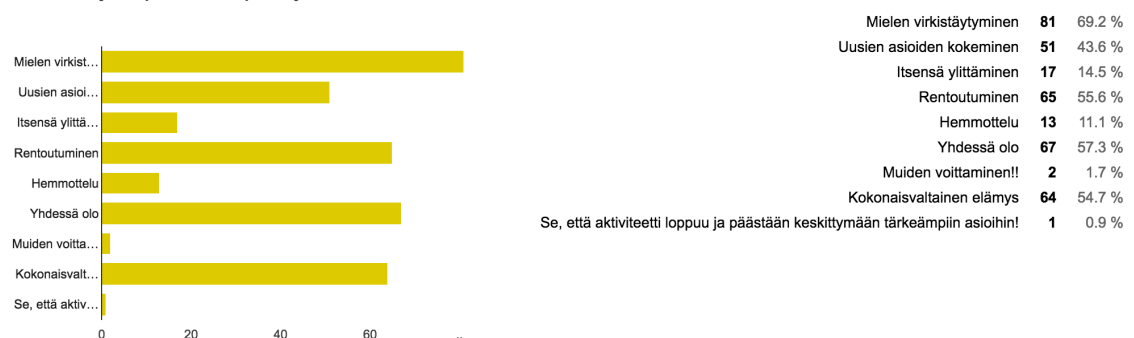 Mielen virkist…
Uusien asioi…
Itsensä ylittä…
Rentoutuminen
Hemmottelu
Yhdessä olo
Muiden voitta…
Kokonaisvalt…
Se, että aktiv…
0 20 40 60
Mielen virkistäytyminen 81 69.2 %
Uusien asioiden kokeminen 51 43.6 %
Itsensä ylittäminen 17 14.5 %
Rentoutuminen 65 55.6 %
Hemmottelu 13 11.1 %
Yhdessä olo 67 57.3 %
Muiden voittaminen!! 2 1.7 %
Kokonaisvaltainen elämys 64 54.7 %
Se, että aktiviteetti loppuu ja päästään keskittymään tärkeämpiin asioihin! 1 0.9 %